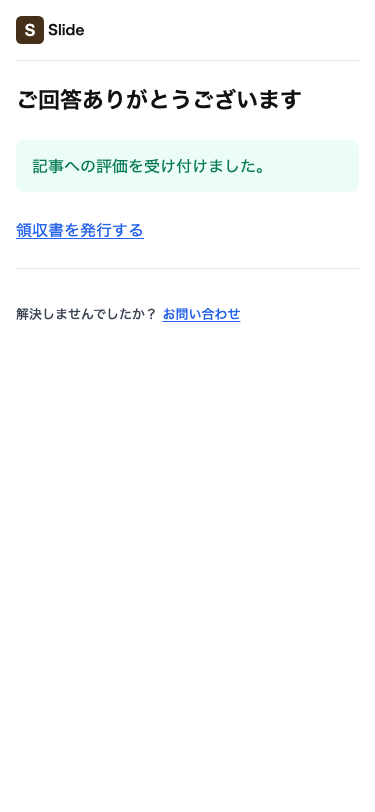 S Slide
ご回答ありがとうございます
記事への評価を受け付けました。
領収書を発行する
解決しませんでしたか？ お問い合わせ